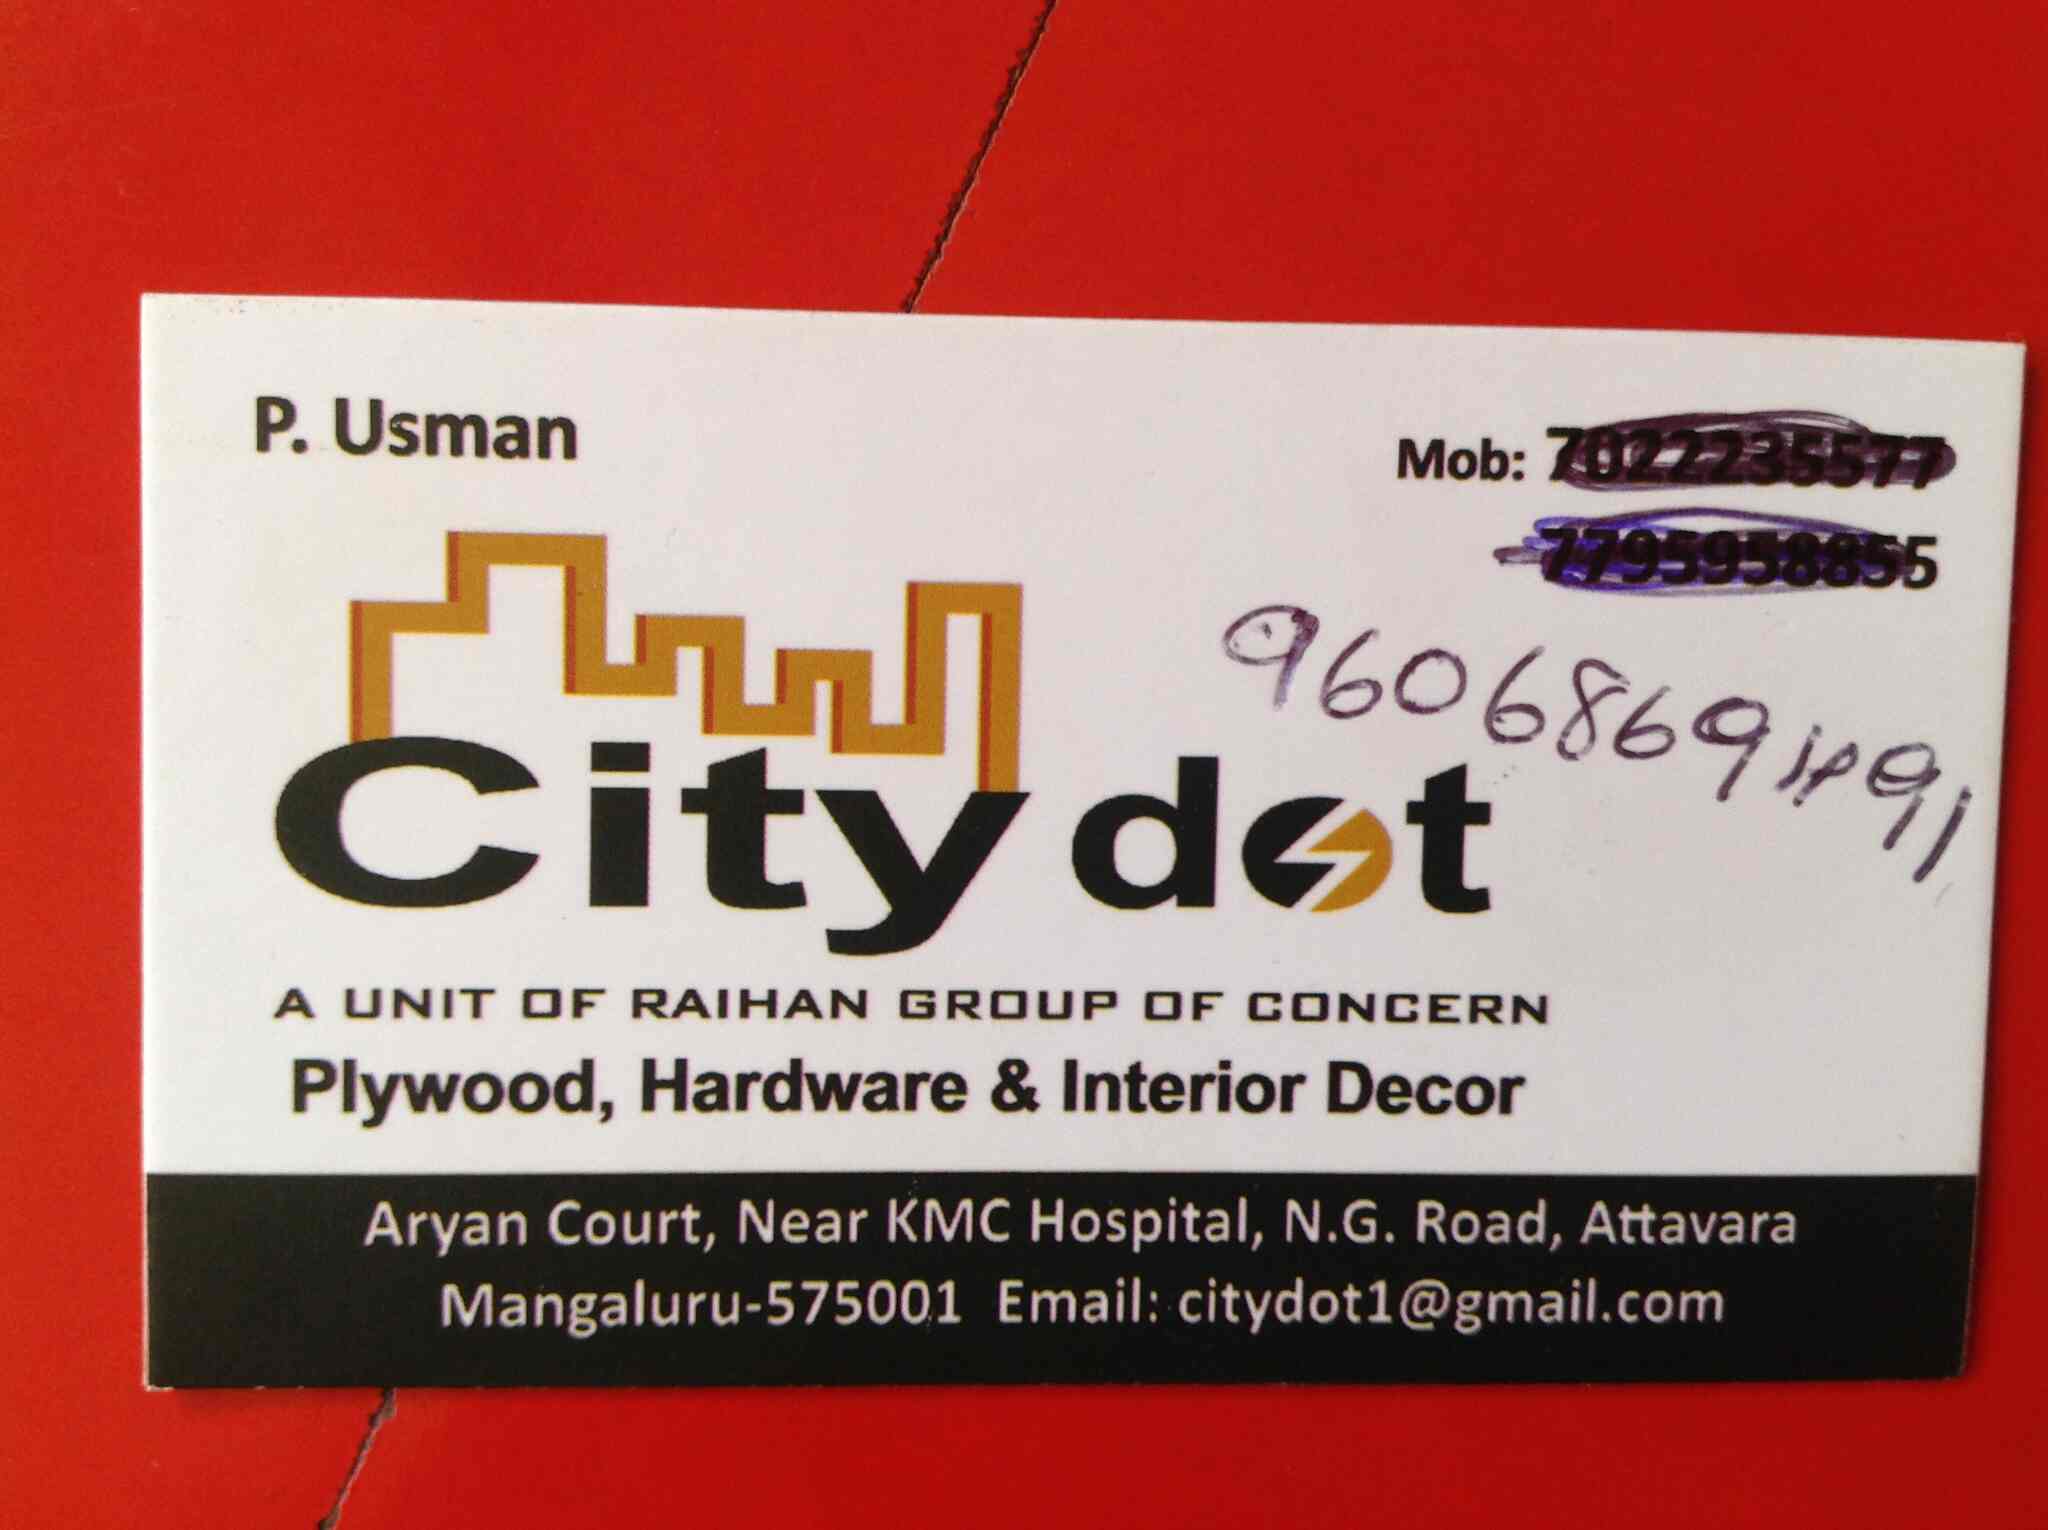 P. Usman
Mob: 7022235577
7795958855
City dot
A UNIT OF RAIHAN GROUP OF CONCERN
Plywood, Hardware & Interior Decor
Aryan Court, Near KMC Hospital, N.G. Road, Attavara
Mangaluru-575001 Email: citydot1@gmail.com